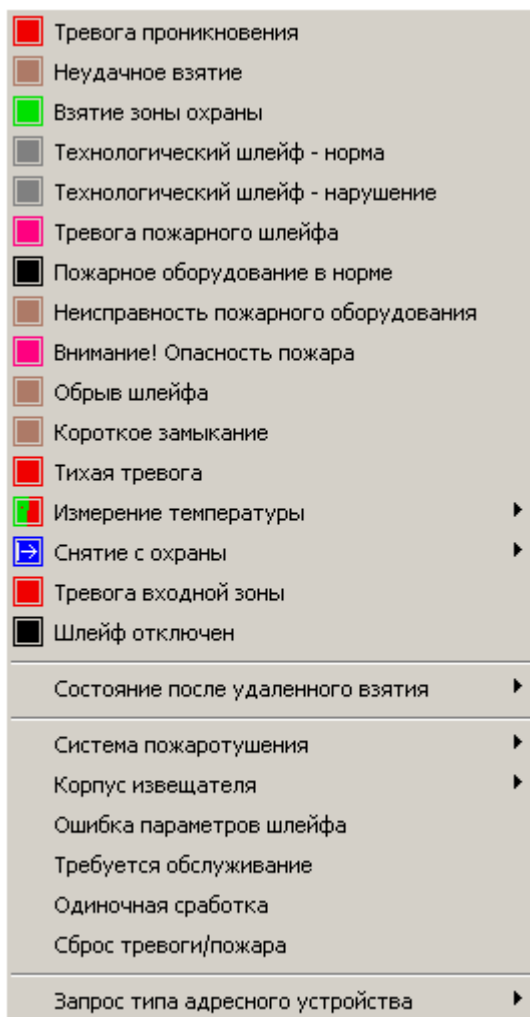 Тревога проникновения
Неудачное взятие
Взятие зоны охраны
Технологический шлейф - норма
Технологический шлейф - нарушение
Тревога пожарного шлейфа
Пожарное оборудование в норме
Неисправность пожарного оборудования
Внимание! Опасность пожара
Обрыв шлейфа
Короткое замыкание
Тихая тревога
Измерение температуры
Снятие с охраны
Тревога входной зоны
Шлейф отключен
Состояние после удаленного взятия
Система пожаротушения
Корпус извещателя
Ошибка параметров шлейфа
Требуется обслуживание
Одиночная сработка
Сброс тревоги/пожара
Запрос типа адресного устройства